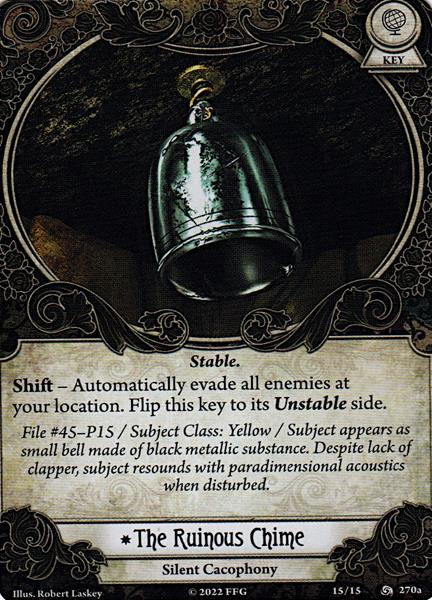 KEY
Stable.
Shift – Automatically evade all enemies at
your location. Flip this key to its Unstable side.
File #45–P15 / Subject Class: Yellow / Subject appears as
small bell made of black metallic substance. Despite lack of
clapper, subject resounds with paradimensional acoustics
when disturbed.
*The Ruinous Chime
Silent Cacophony
Illus. Robert Laskey © 2022 FFG 15/15 270a